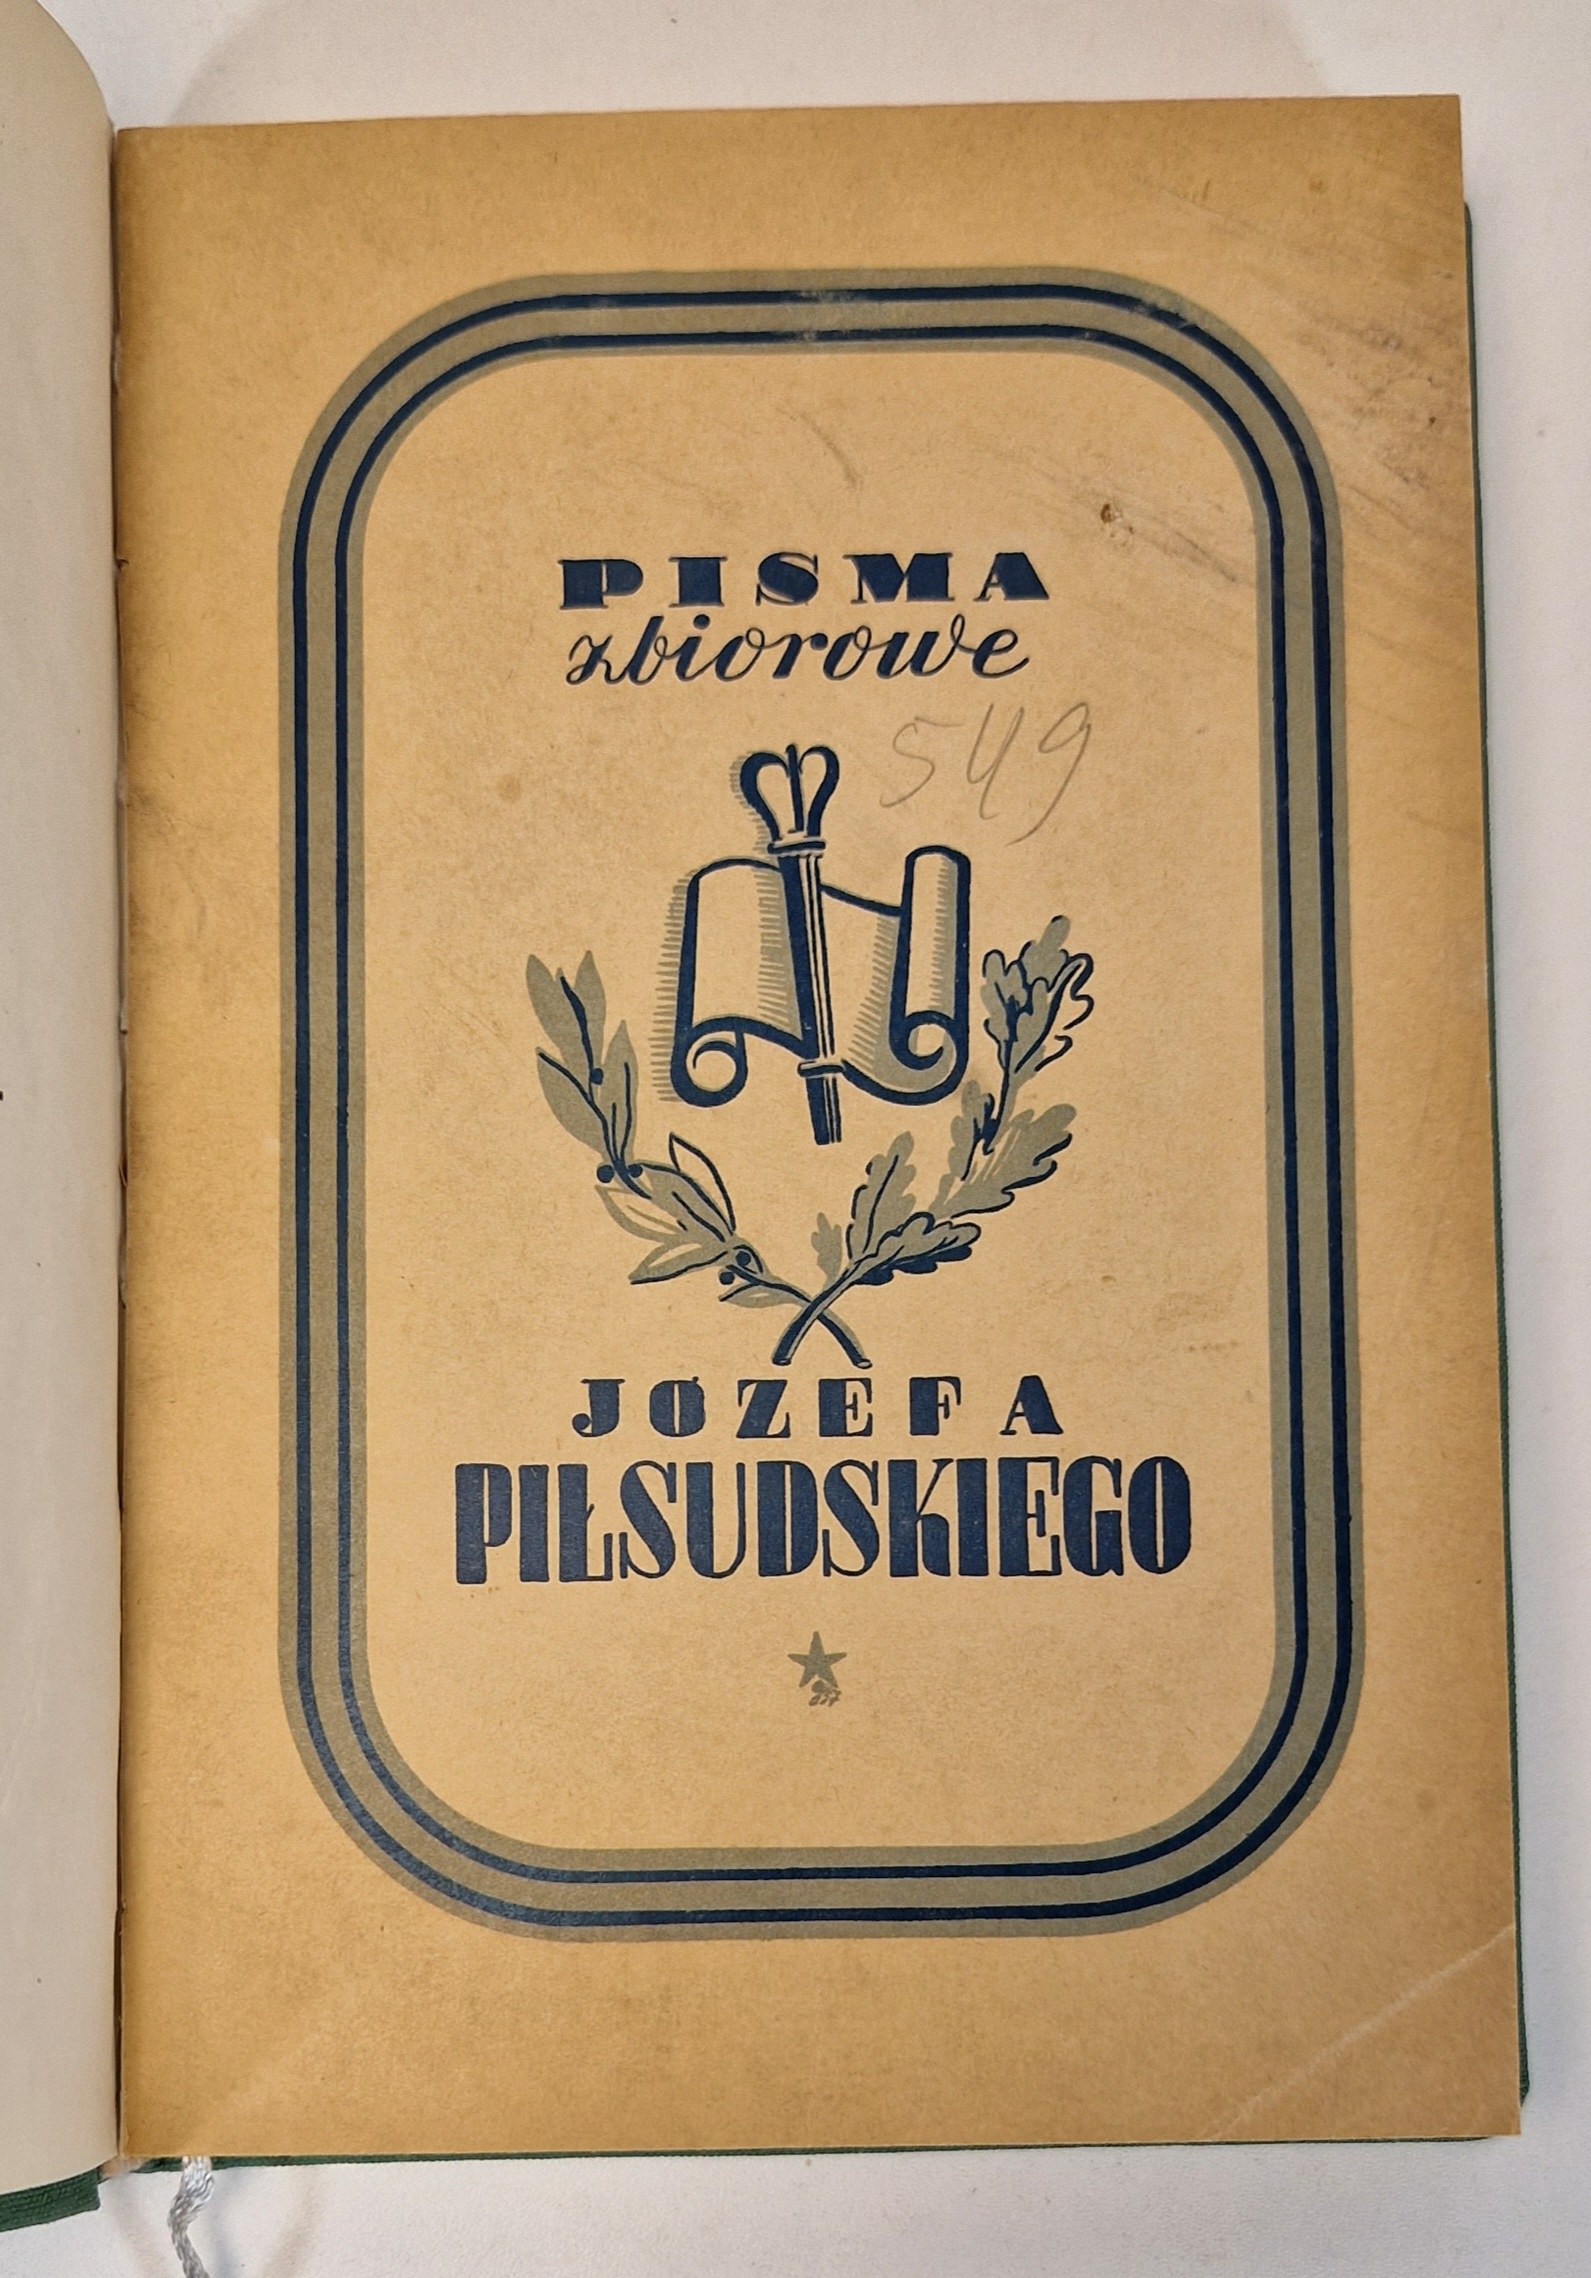 PISMA
zbiorowe
549
JÓZEFA
PIŁSUDSKIEGO